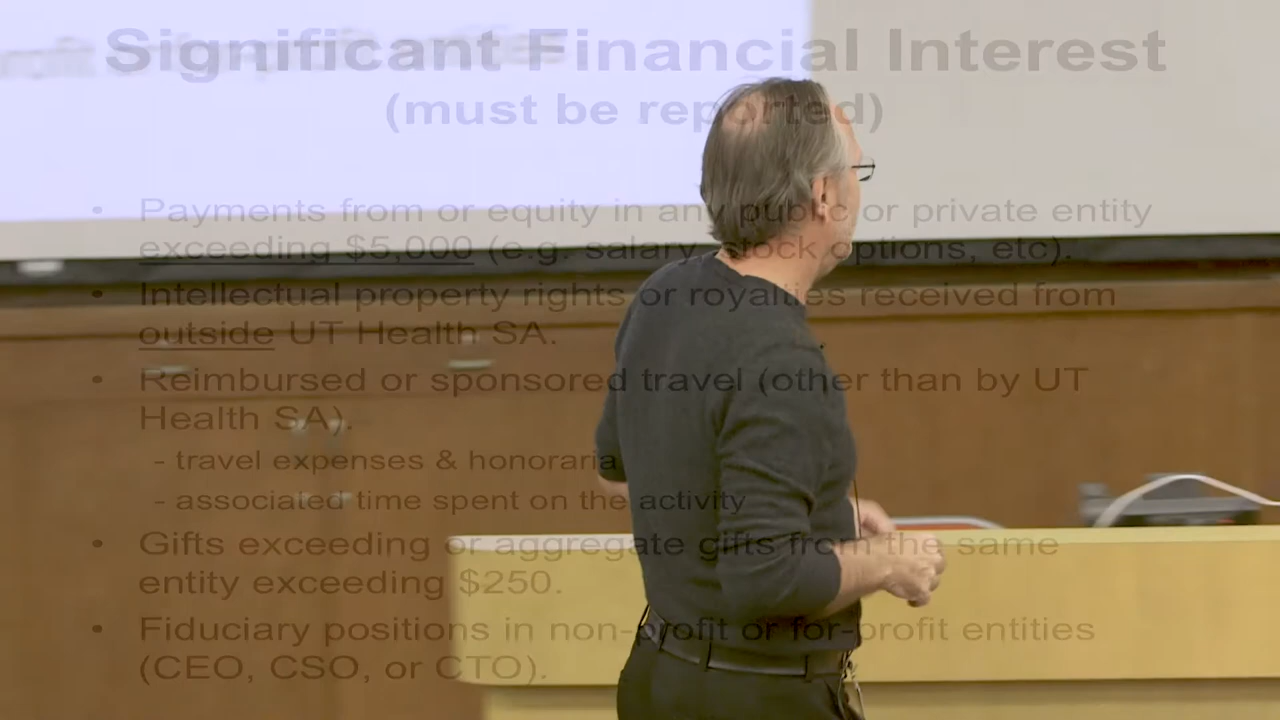 Significant Financial Interest
(must be reported)
• Payments from or equity in any public or private entity
exceeding $5,000 (e.g. salary, stock options, etc).
• Intellectual property rights or royalties received from
outside UT Health SA.
• Reimbursed or sponsored travel (other than by UT
Health SA).
- travel expenses & honoraria
- associated time spent on the activity
• Gifts exceeding or aggregate gifts from the same
entity exceeding $250.
• Fiduciary positions in non-profit or for-profit entities
(CEO, CSO, or CTO).